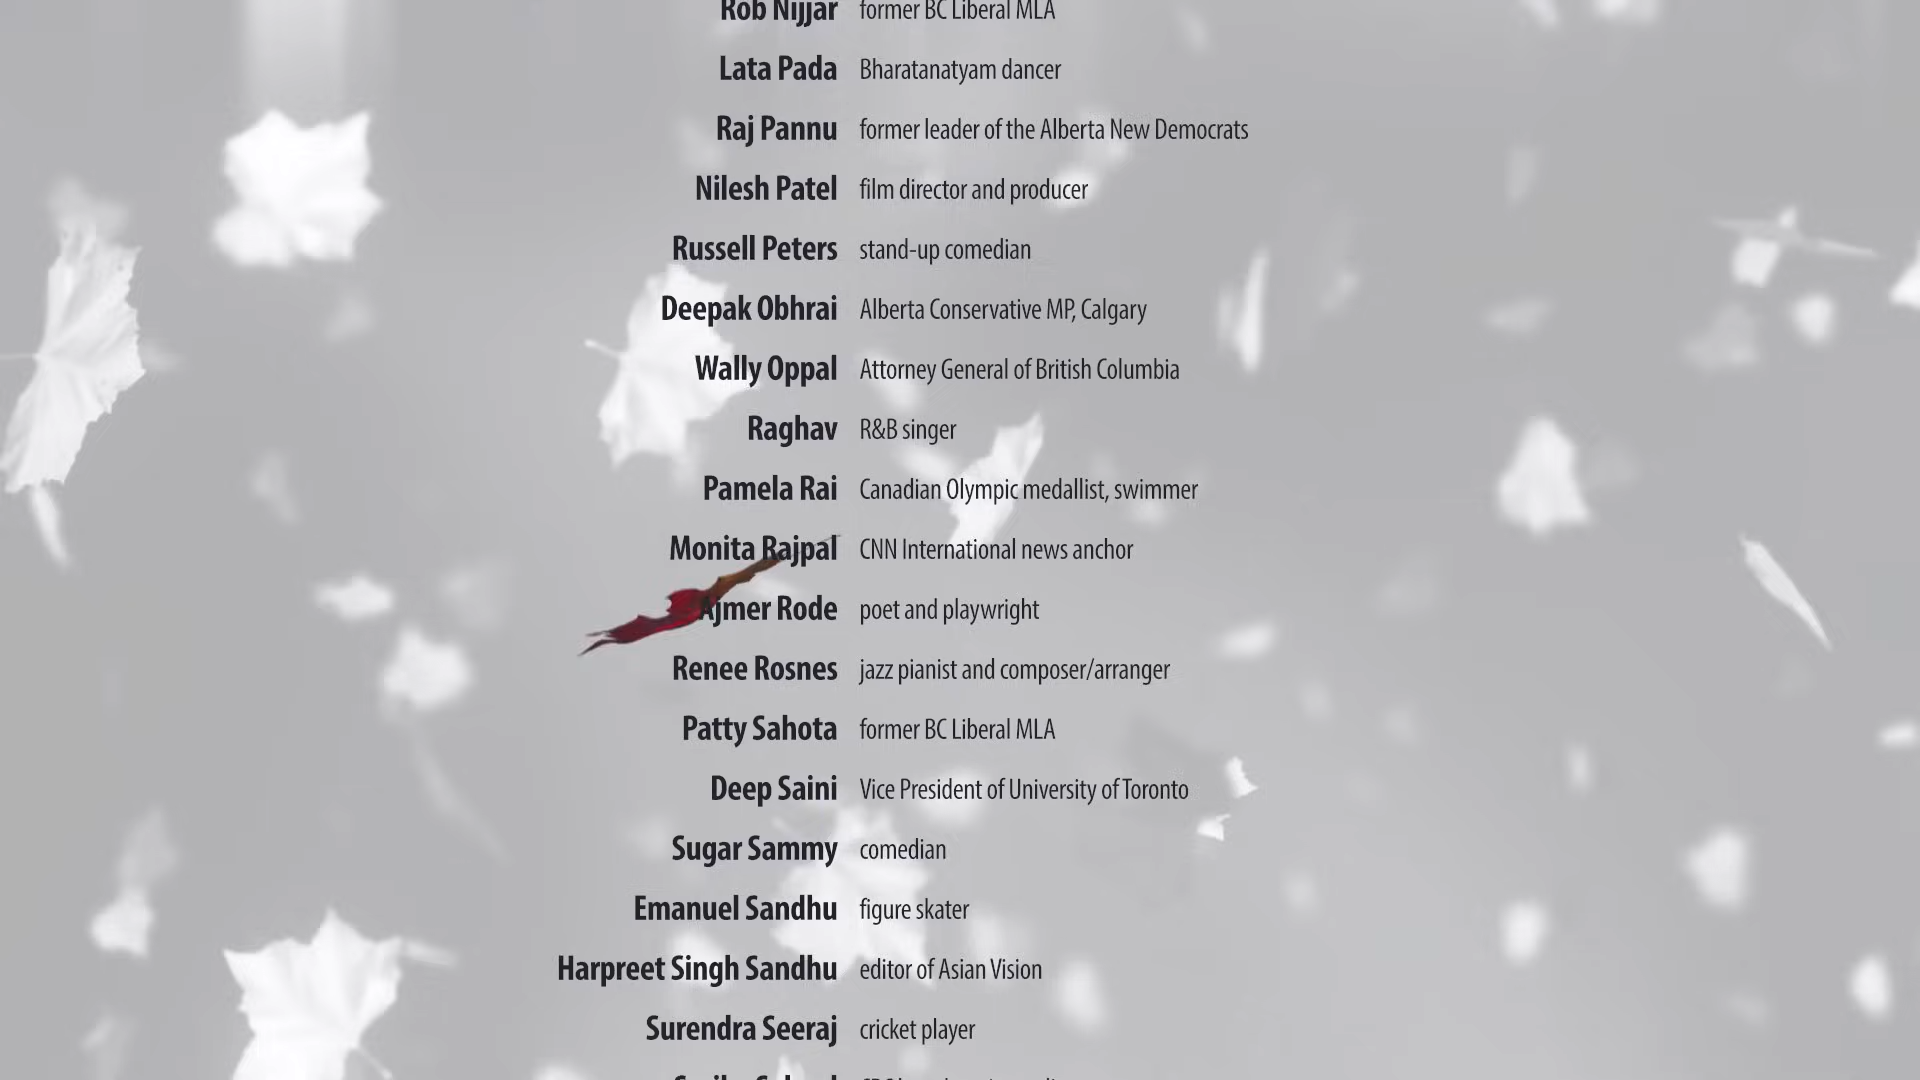 Rob Nijjar former BC Liberal MLA
Lata Pada Bharatanatyam dancer
Raj Pannu former leader of the Alberta New Democrats
Nilesh Patel film director and producer
Russell Peters stand-up comedian
Deepak Obhrai Alberta Conservative MP, Calgary
Wally Oppal Attorney General of British Columbia
Raghav R&B singer
Pamela Rai Canadian Olympic medallist, swimmer
Monita Rajpal CNN International news anchor
Ajmer Rode poet and playwright
Renee Rosnes jazz pianist and composer/arranger
Patty Sahota former BC Liberal MLA
Deep Saini Vice President of University of Toronto
Sugar Sammy comedian
Emanuel Sandhu figure skater
Harpreet Singh Sandhu editor of Asian Vision
Surendra Seeraj cricket player